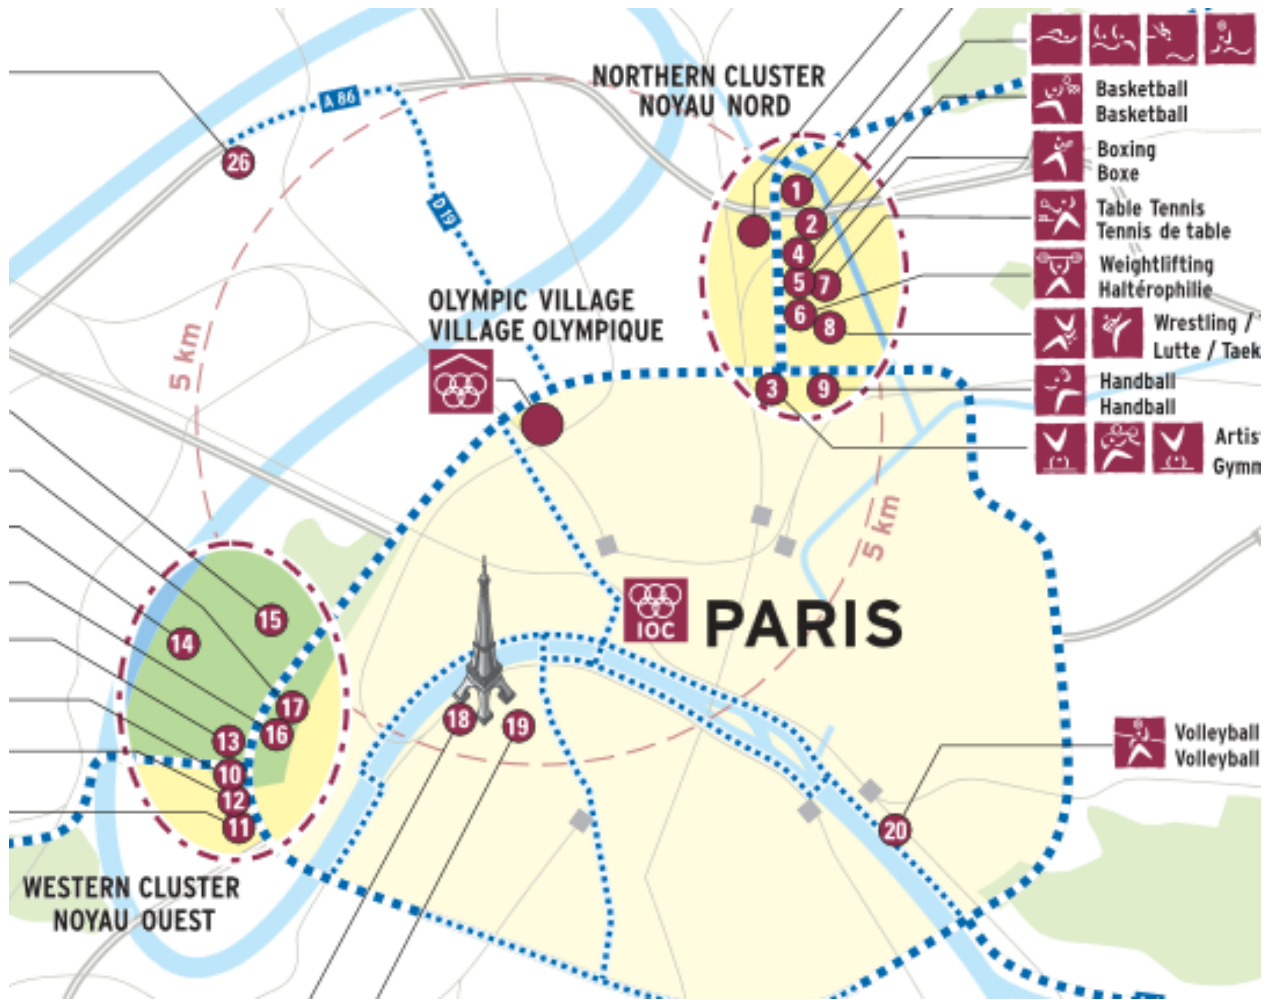 A 86
NORTHERN CLUSTER
NOYAU NORD
Basketball
Basketball
Boxing
Boxe
Table Tennis
Tennis de table
Weightlifting
Haltérophilie
Wrestling /
Lutte / Taek
Handball
Handball
Artis
Gymn
26
D 19
1
2
4
5
7
6
8
3
9
OLYMPIC VILLAGE
VILLAGE OLYMPIQUE
5 km
5 km
IOC
PARIS
15
14
17
16
13
10
12
11
18
19
20
Volleyball
Volleyball
WESTERN CLUSTER
NOYAU OUEST